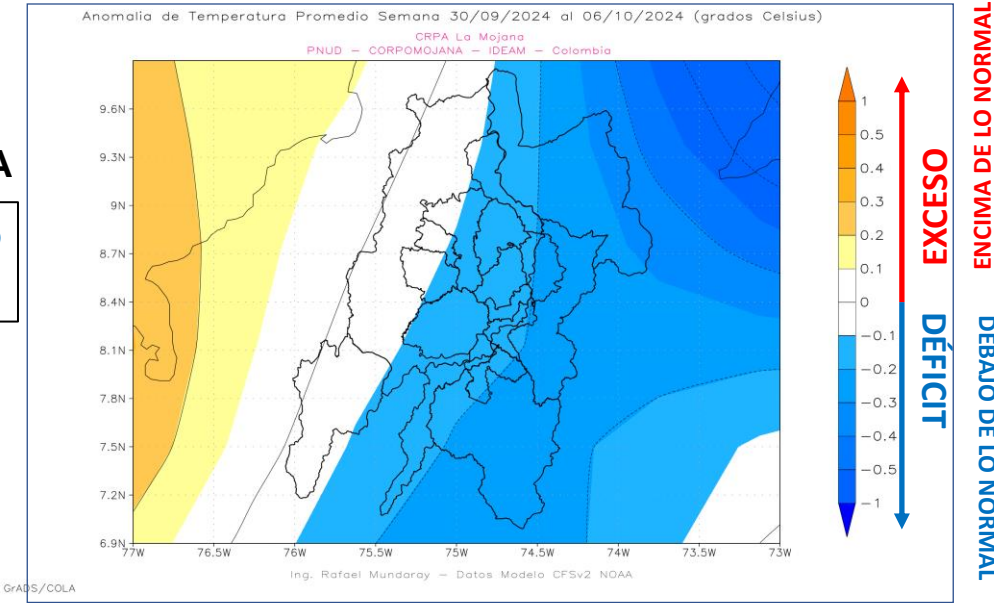 Anomalia de Temperatura Promedio Semana 30/09/2024 al 06/10/2024 (grados Celsius)
CRPA La Mojana
PNUD – CORPOMOJANA – IDEAM – Colombia
A
9.6N
9.3N
9N
8.7N
8.4N
8.1N
7.8N
7.5N
7.2N
6.9N
77W
76.5W
76W
75.5W
75W
74.5W
74W
73.5W
73W
1
0.5
0.4
0.3
0.2
0.1
0
−0.1
−0.2
−0.3
−0.4
−0.5
−1
EXCESO
DÉFICIT
ENCIMA DE LO NORMAL
DEBAJO DE LO NORMAL
Ing. Rafael Mundaray – Datos Modelo CFSv2 NOAA
GrADS/COLA